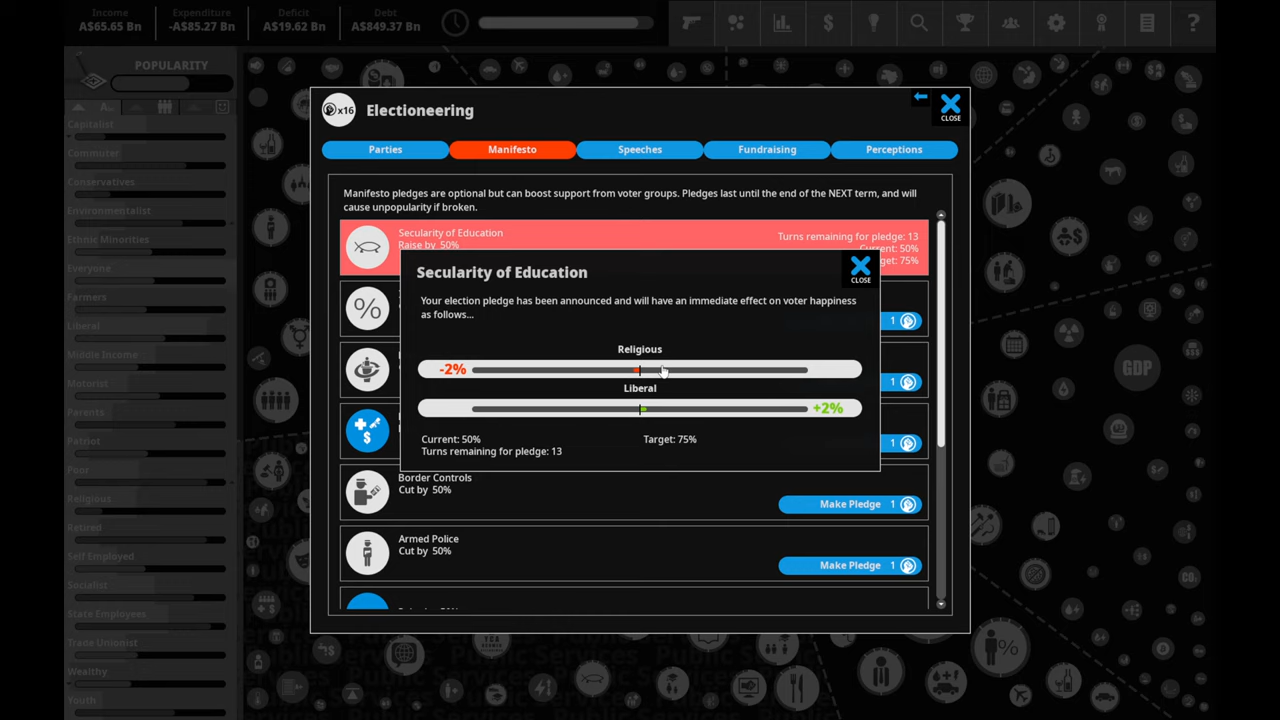 Income
A$65.65 Bn
Expenditure
-A$85.27 Bn
Deficit
A$19.62 Bn
Debt
A$849.37 Bn
?
POPULARITY
Capitalist
Commuter
Conservatives
Environmentalist
Ethnic Minorities
Everyone
Farmers
Liberal
Middle Income
Motorist
Parents
Patriot
Poor
Religious
Retired
Self Employed
Socialist
State Employees
Trade Unionist
Wealthy
Youth
x16
Electioneering
CLOSE
Parties
Manifesto
Speeches
Fundraising
Perceptions
Manifesto pledges are optional but can boost support from voter groups. Pledges last until the end of the NEXT term, and will
cause unpopularity if broken.
Secularity of Education
Raise by 50%
Turns remaining for pledge: 13
Current: 50%
75%
Secularity of Education
CLOSE
Your election pledge has been announced and will have an immediate effect on voter happiness
as follows...
Religious
-2%
Liberal
+2%
Current: 50%
Target: 75%
Turns remaining for pledge: 13
1
1
1
Border Controls
Cut by 50%
Make Pledge 1
Armed Police
Cut by 50%
Make Pledge 1
GDP